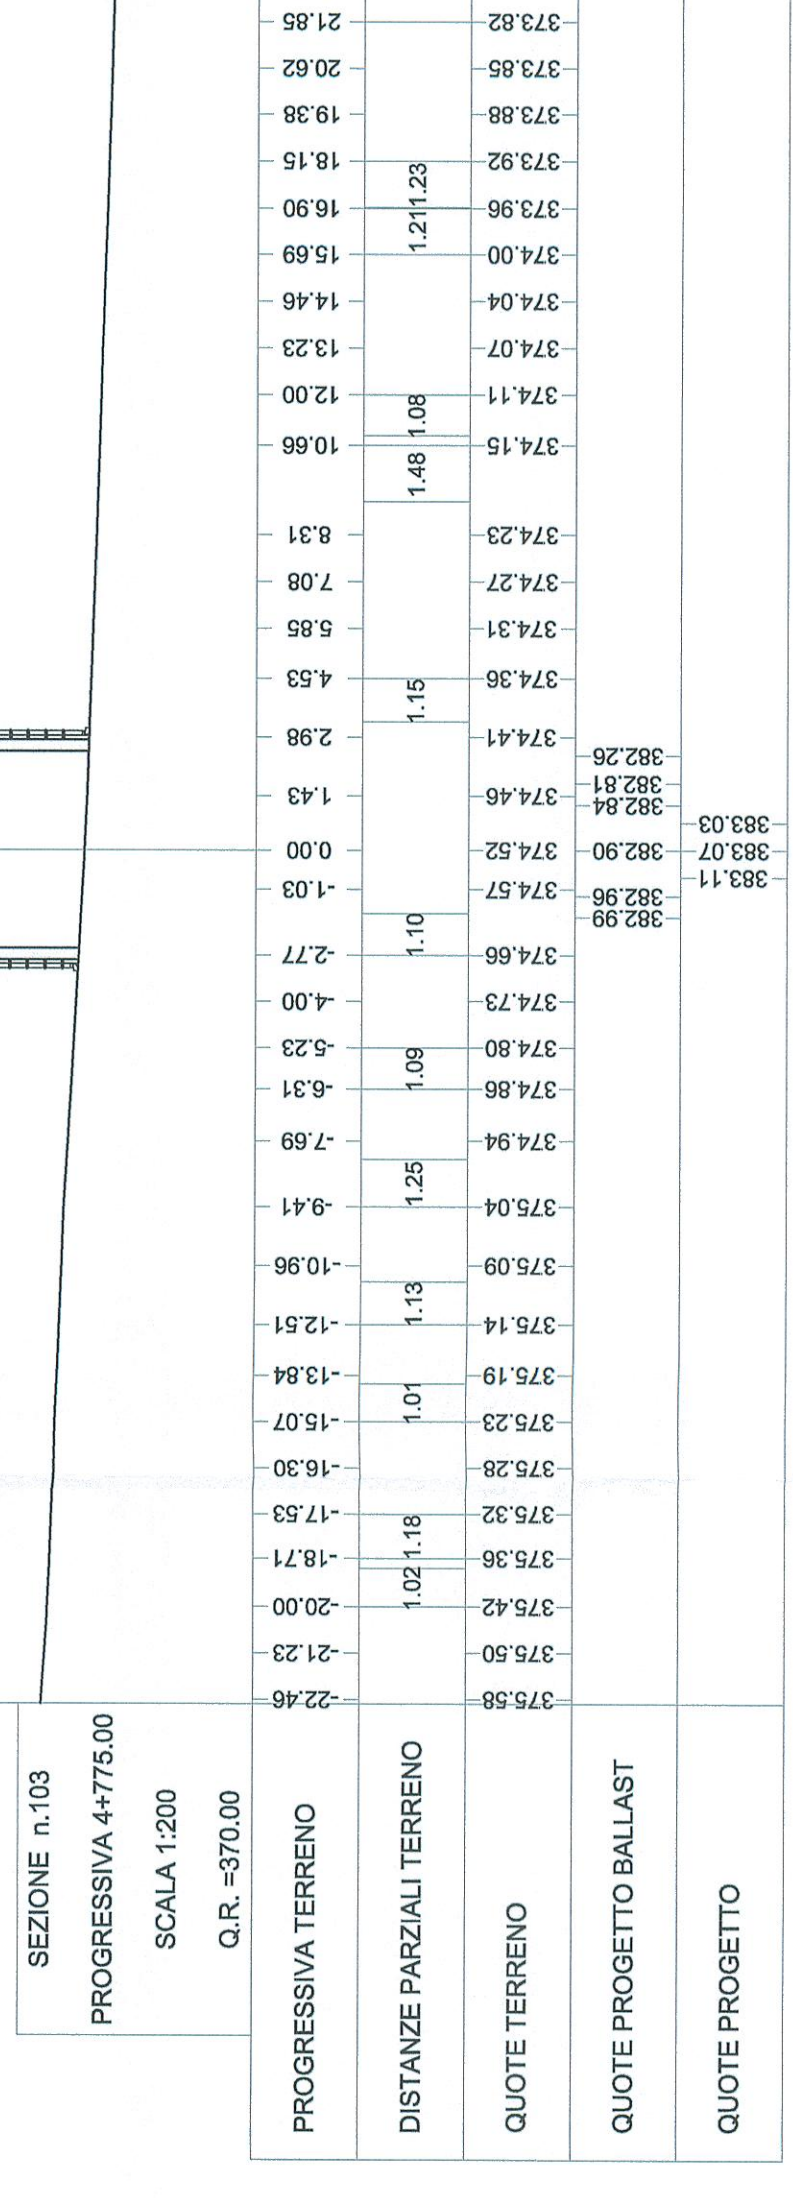 SEZIONE n.103
PROGRESSIVA 4+775.00
SCALA 1:200
Q.R. =370.00
PROGRESSIVA TERRENO
-22.46 -21.23 -20.00 -18.71 -17.53 -16.30 -15.07 -13.84 -12.51 -10.96 -9.41 -7.69 -6.31 -5.23 -4.00 -2.77 -1.03 0.00 1.43 2.98 4.53 5.85 7.08 8.31 10.66 12.00 13.23 14.46 15.69 16.90 18.15 19.38 20.62 21.85
DISTANZE PARZIALI TERRENO
1.02 1.18 1.01 1.13 1.25 1.09 1.10 1.15 1.48 1.08 1.21 1.23
QUOTE TERRENO
375.58 375.50 375.42 375.36 375.32 375.28 375.23 375.19 375.14 375.09 375.04 374.94 374.86 374.80 374.73 374.66 374.57 374.52 374.46 374.41 374.36 374.31 374.27 374.23 374.15 374.11 374.07 374.04 374.00 373.96 373.92 373.88 373.85 373.82
QUOTE PROGETTO BALLAST
382.99 382.96 382.90 382.84 382.81 382.26
QUOTE PROGETTO
383.11 383.07 383.03